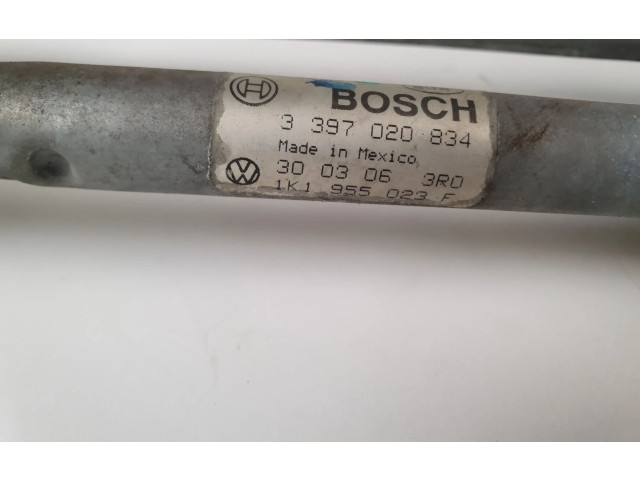 BOSCH
3 397 020 834
Made in Mexico
30 03 06 3R0
1K1 955 023 F